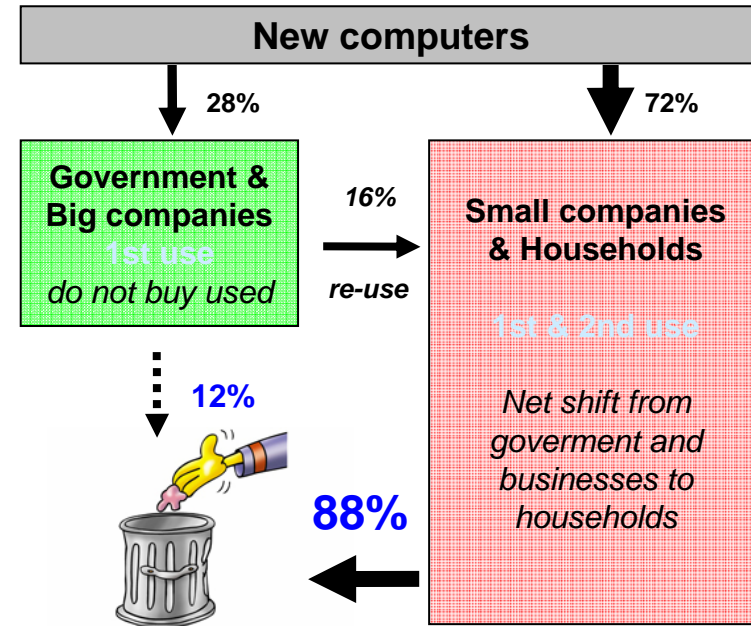 New computers
28%
72%
Government &
Big companies
1st use
do not buy used
16%
re-use
Small companies
& Households
1st & 2nd use
Net shift from
goverment and
businesses to
households
12%
88%